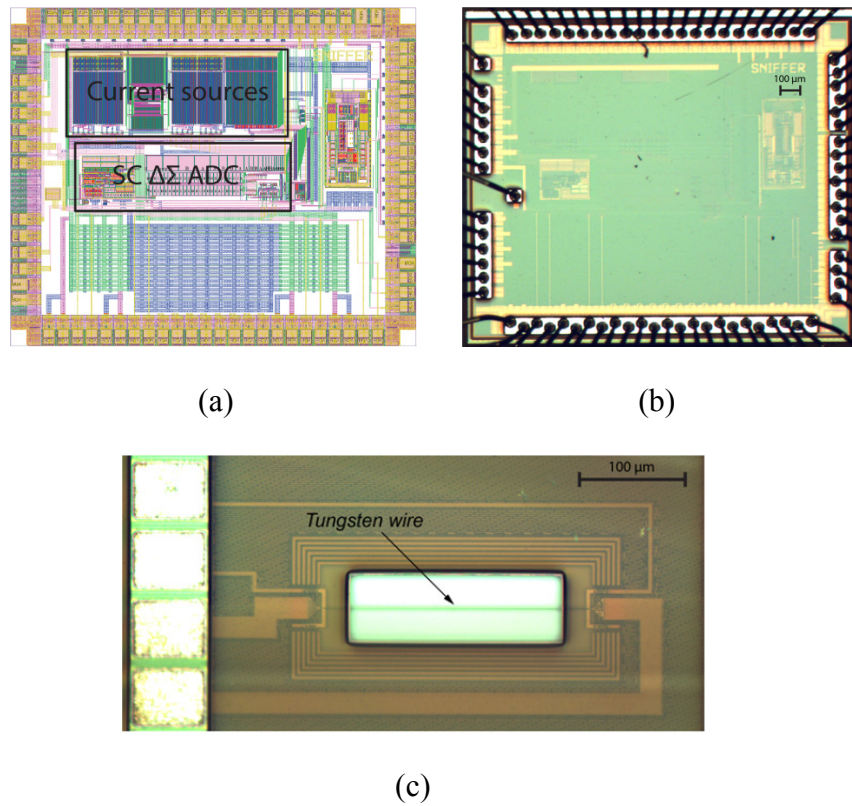 SNIFFER
Current sources
SC ΔΣ ADC
SNIFFER
100 µm
(a)
(b)
100 µm
Tungsten wire
(c)